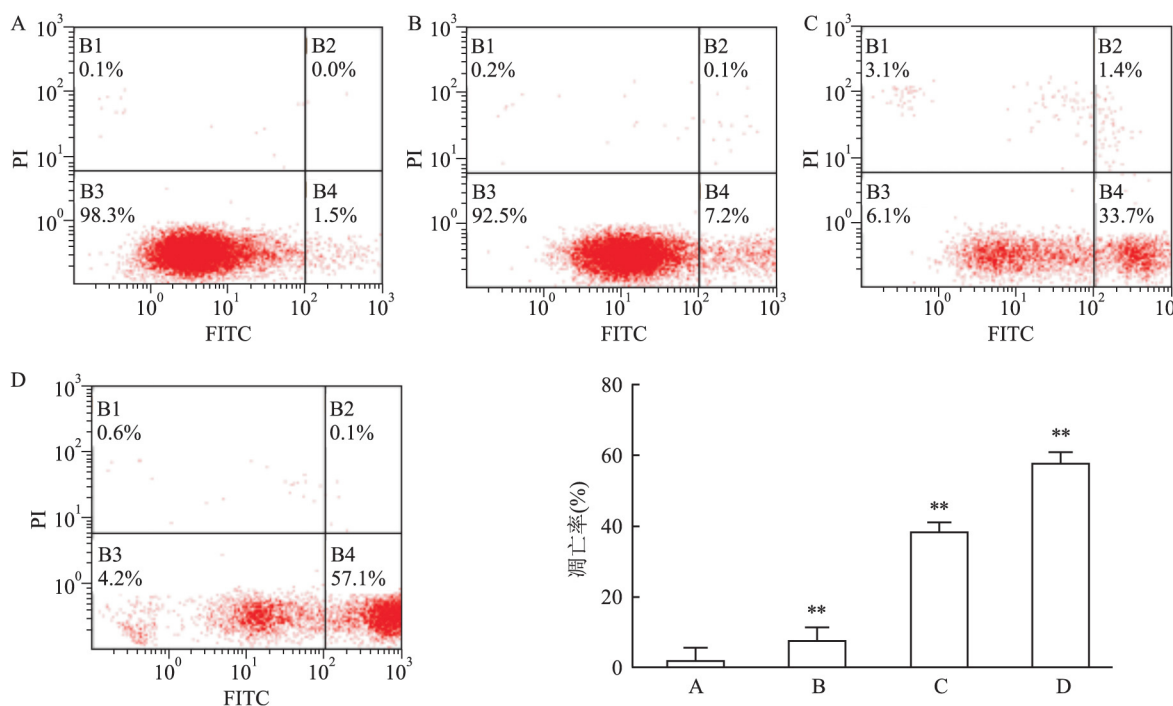 A
10³
10²
10¹
10⁰
PI
B1
0.1%
B2
0.0%
B3
98.3%
B4
1.5%
10⁰ 10¹ 10² 10³
FITC
B
10³
10²
10¹
10⁰
PI
B1
0.2%
B2
0.1%
B3
92.5%
B4
7.2%
10⁰ 10¹ 10² 10³
FITC
C
10³
10²
10¹
10⁰
PI
B1
3.1%
B2
1.4%
B3
6.1%
B4
33.7%
10⁰ 10¹ 10² 10
FITC
D
10³
10²
10¹
10⁰
PI
B1
0.6%
B2
0.1%
B3
4.2%
B4
57.1%
10⁰ 10¹ 10² 10³
FITC
凋亡率(%)
80
60
40
20
0
**
**
**
A B C D